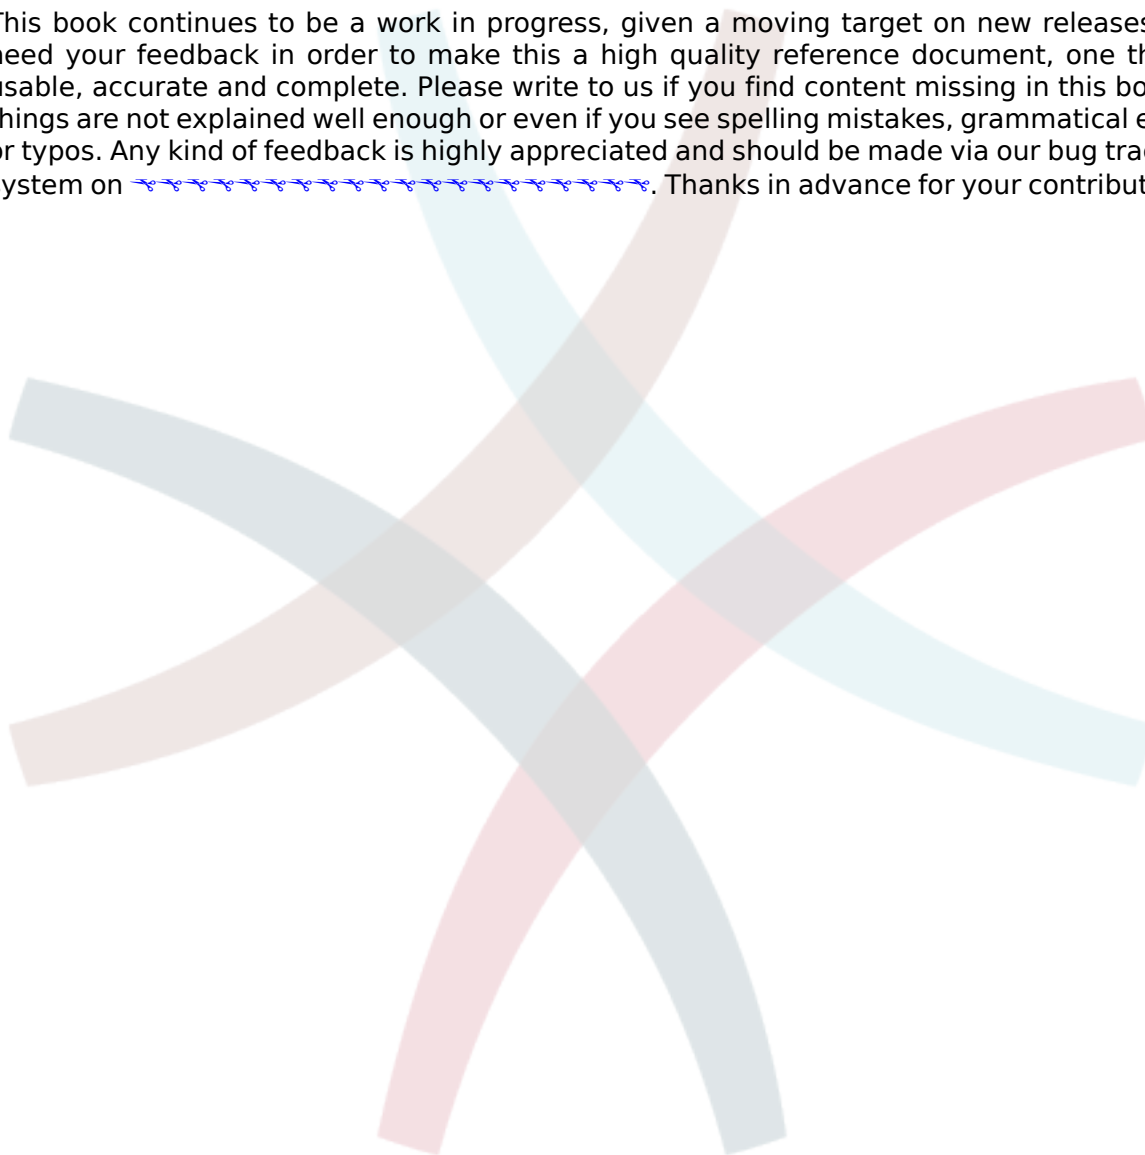 This book continues to be a work in progress, given a moving target on new releases
need your feedback in order to make this a high quality reference document, one th
usable, accurate and complete. Please write to us if you find content missing in this bo
things are not explained well enough or even if you see spelling mistakes, grammatical e
or typos. Any kind of feedback is highly appreciated and should be made via our bug tra
system on . Thanks in advance for your contribut